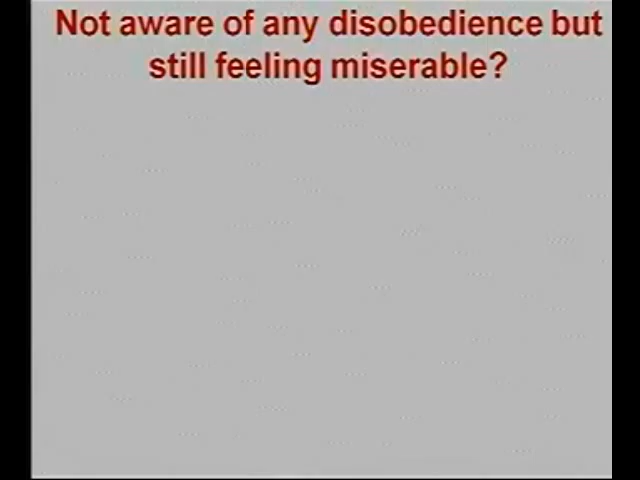 Not aware of any disobedience but
still feeling miserable?